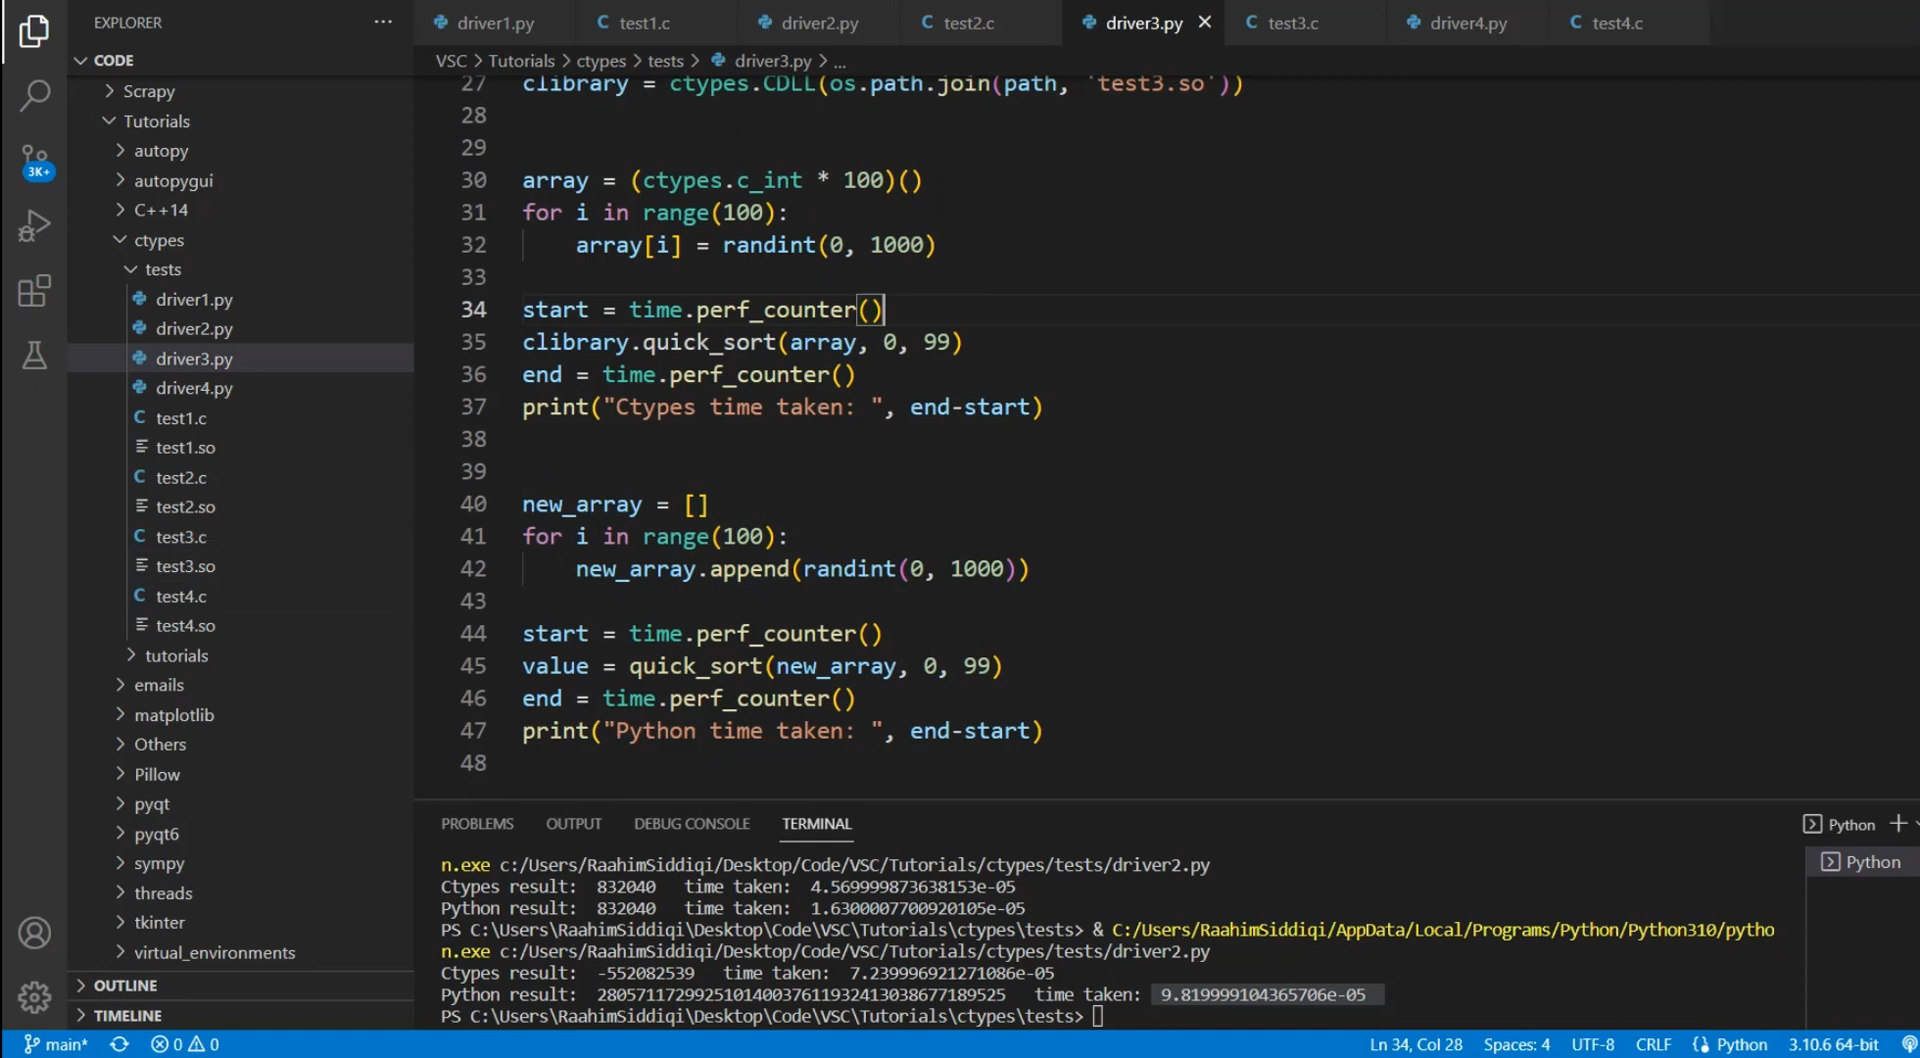 EXPLORER
driver1.py test1.c driver2.py test2.c driver3.py test3.c driver4.py test4.c
CODE
VSC > Tutorials > ctypes > tests > driver3.py > ...
Scrapy
Tutorials
autopy
autopygui
3K+
C++14
ctypes
tests
driver1.py
driver2.py
driver3.py
driver4.py
test1.c
test1.so
test2.c
test2.so
test3.c
test3.so
test4.c
test4.so
tutorials
emails
matplotlib
Others
Pillow
pyqt
pyqt6
sympy
threads
tkinter
virtual_environments
OUTLINE
TIMELINE
27 clibrary = ctypes.CDLL(os.path.join(path, 'test3.so'))
28
29
30 array = (ctypes.c_int * 100)()
31 for i in range(100):
32 array[i] = randint(0, 1000)
33
34 start = time.perf_counter()
35 clibrary.quick_sort(array, 0, 99)
36 end = time.perf_counter()
37 print("Ctypes time taken: ", end-start)
38
39
40 new_array = []
41 for i in range(100):
42 new_array.append(randint(0, 1000))
43
44 start = time.perf_counter()
45 value = quick_sort(new_array, 0, 99)
46 end = time.perf_counter()
47 print("Python time taken: ", end-start)
48
PROBLEMS OUTPUT DEBUG CONSOLE TERMINAL
Python
Python
n.exe c:/Users/RaahimSiddiqi/Desktop/Code/VSC/Tutorials/ctypes/tests/driver2.py
Ctypes result: 832040 time taken: 4.569999873638153e-05
Python result: 832040 time taken: 1.6300007700920105e-05
PS C:\Users\RaahimSiddiqi\Desktop\Code\VSC\Tutorials\ctypes\tests> & C:/Users/RaahimSiddiqi/AppData/Local/Programs/Python/Python310/pytho
n.exe c:/Users/RaahimSiddiqi/Desktop/Code/VSC/Tutorials/ctypes/tests/driver2.py
Ctypes result: -552082539 time taken: 7.239996921271086e-05
Python result: 280571172992510140037611932413038677189525 time taken: 9.819999104365706e-05
PS C:\Users\RaahimSiddiqi\Desktop\Code\VSC\Tutorials\ctypes\tests>
main* 0 0 Ln 34, Col 28 Spaces: 4 UTF-8 CRLF Python 3.10.6 64-bit